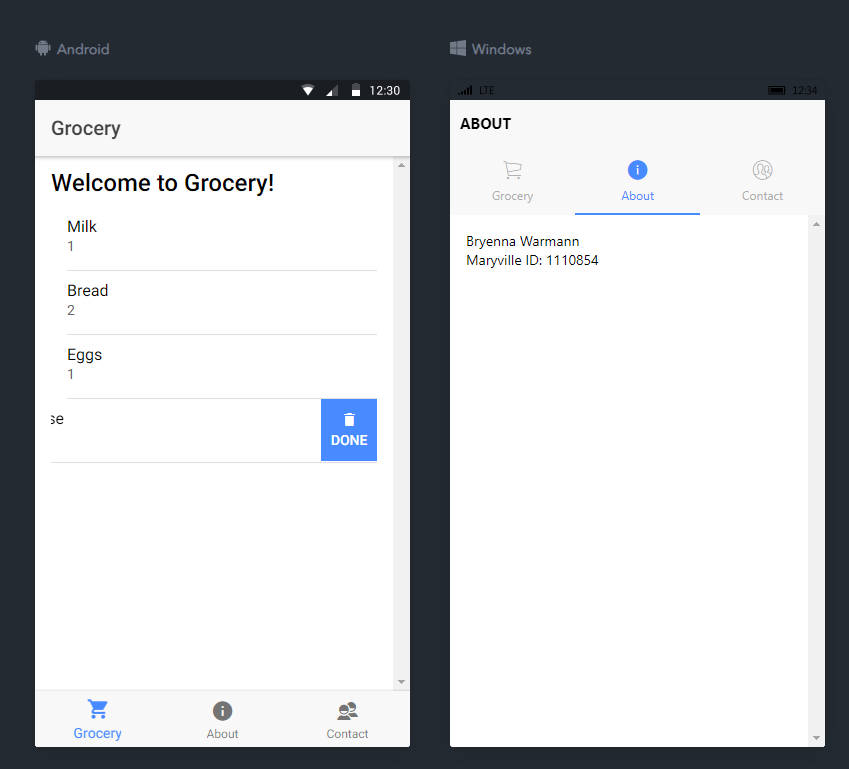 Android
12:30
Grocery
Welcome to Grocery!
Milk
1
Bread
2
Eggs
1
se
DONE
Grocery
About
Contact
Windows
LTE
12:34
ABOUT
Grocery
About
Contact
Bryenna Warmann
Maryville ID: 1110854